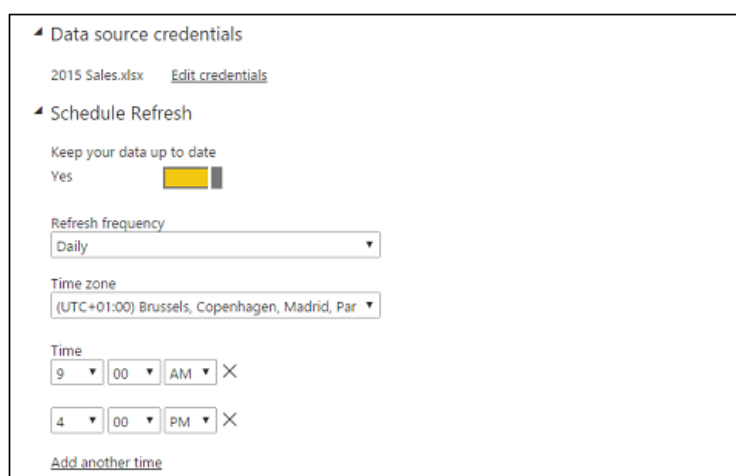 Data source credentials
2015 Sales.xlsx Edit credentials
Schedule Refresh
Keep your data up to date
Yes
Refresh frequency
Daily
Time zone
(UTC+01:00) Brussels, Copenhagen, Madrid, Par
Time
9 00 AM
4 00 PM
Add another time